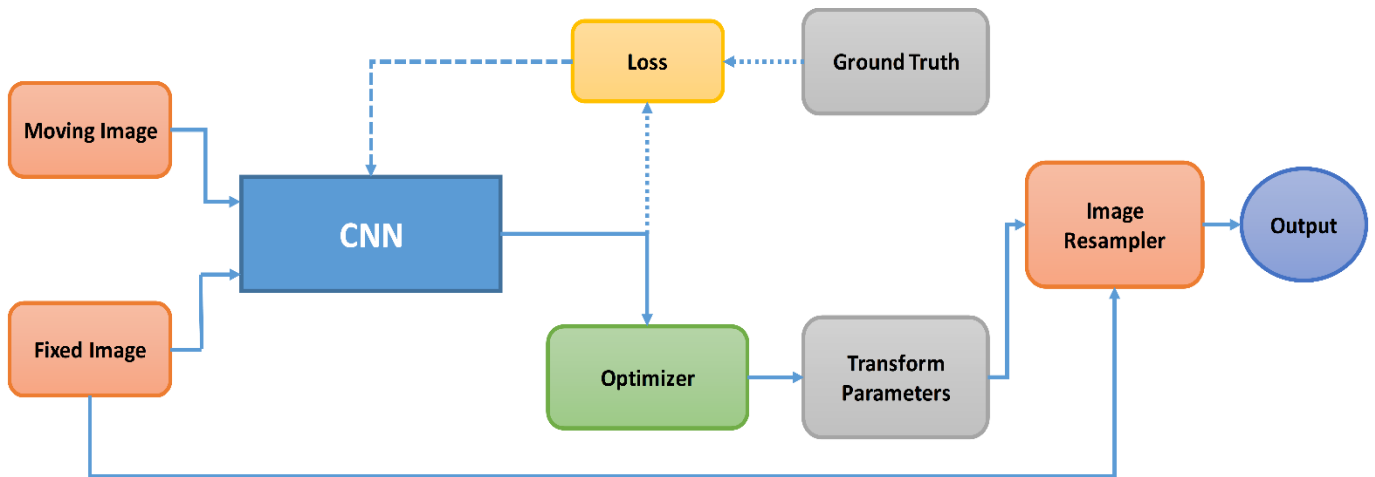 Loss
Ground Truth
Moving Image
CNN
Image
Resampler
Output
Fixed Image
Optimizer
Transform
Parameters